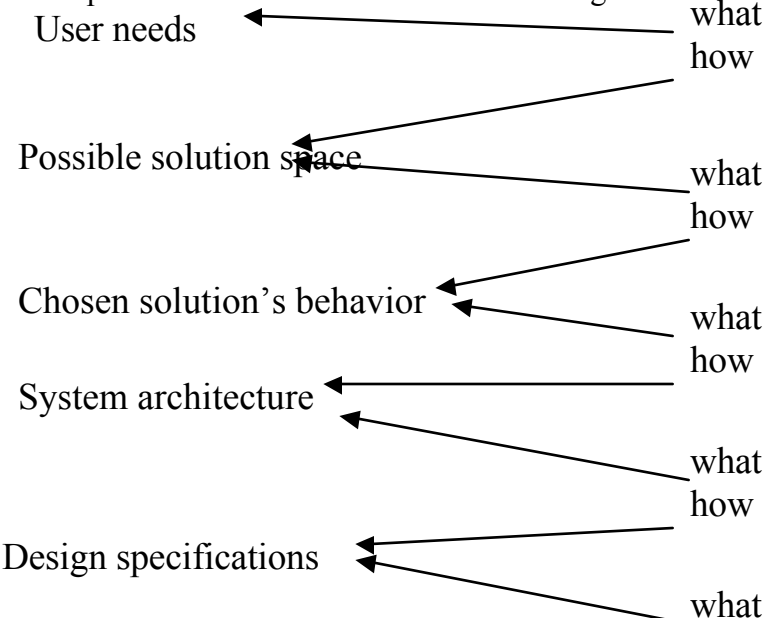 what
User needs
how
Possible solution space
what
how
Chosen solution’s behavior
what
how
System architecture
what
how
Design specifications
what